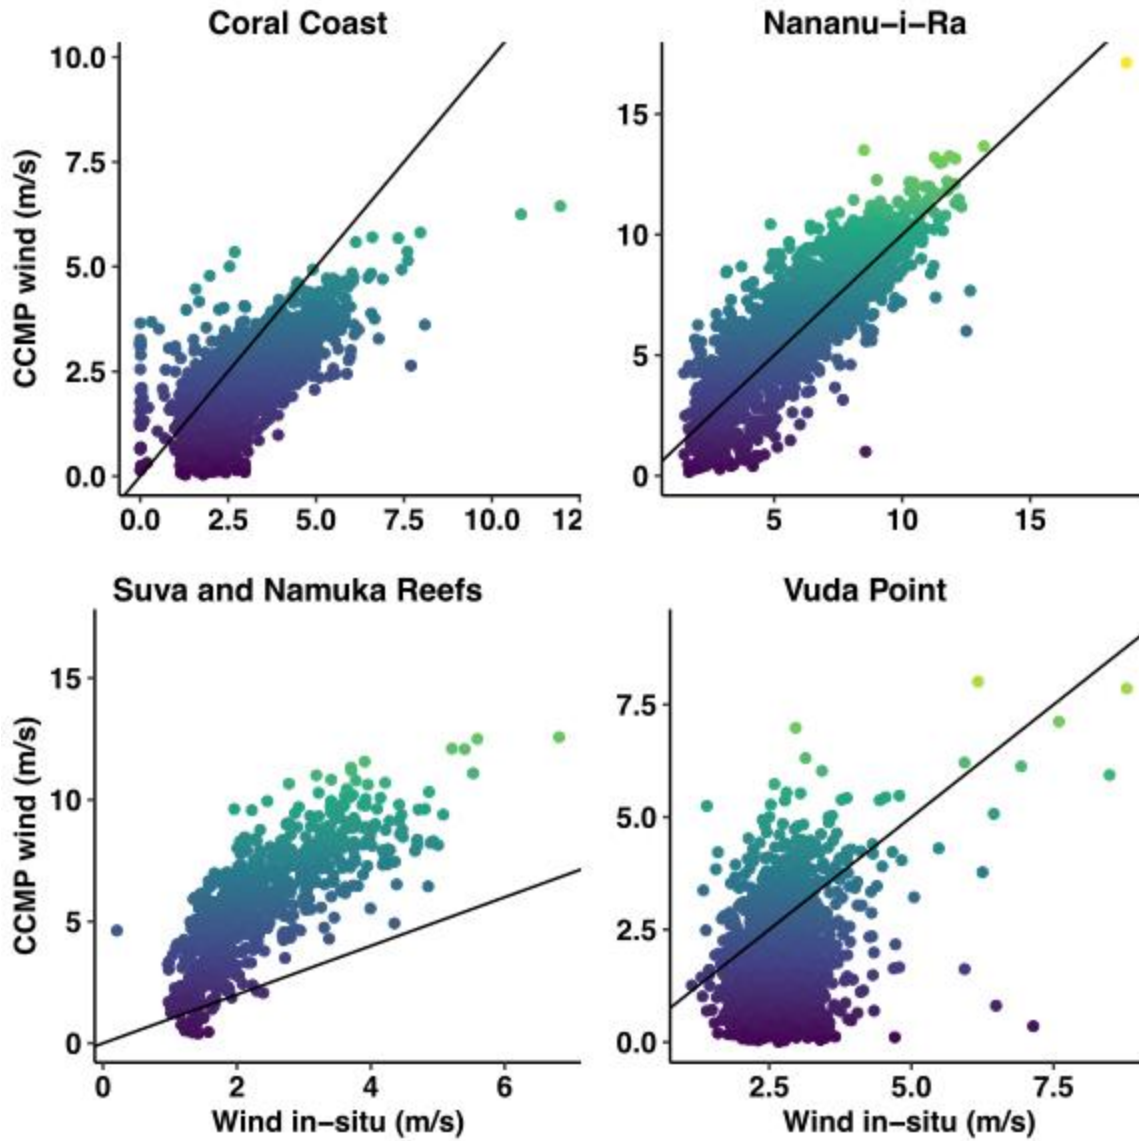 Coral Coast
Nananu−i−Ra
CCMP wind (m/s)
10.0
7.5
5.0
2.5
0.0
0.0 2.5 5.0 7.5 10.0 12
15
10
5
0
5 10 15
Suva and Namuka Reefs
Vuda Point
CCMP wind (m/s)
15
10
5
0
0 2 4 6
Wind in−situ (m/s)
7.5
5.0
2.5
0.0
2.5 5.0 7.5
Wind in−situ (m/s)